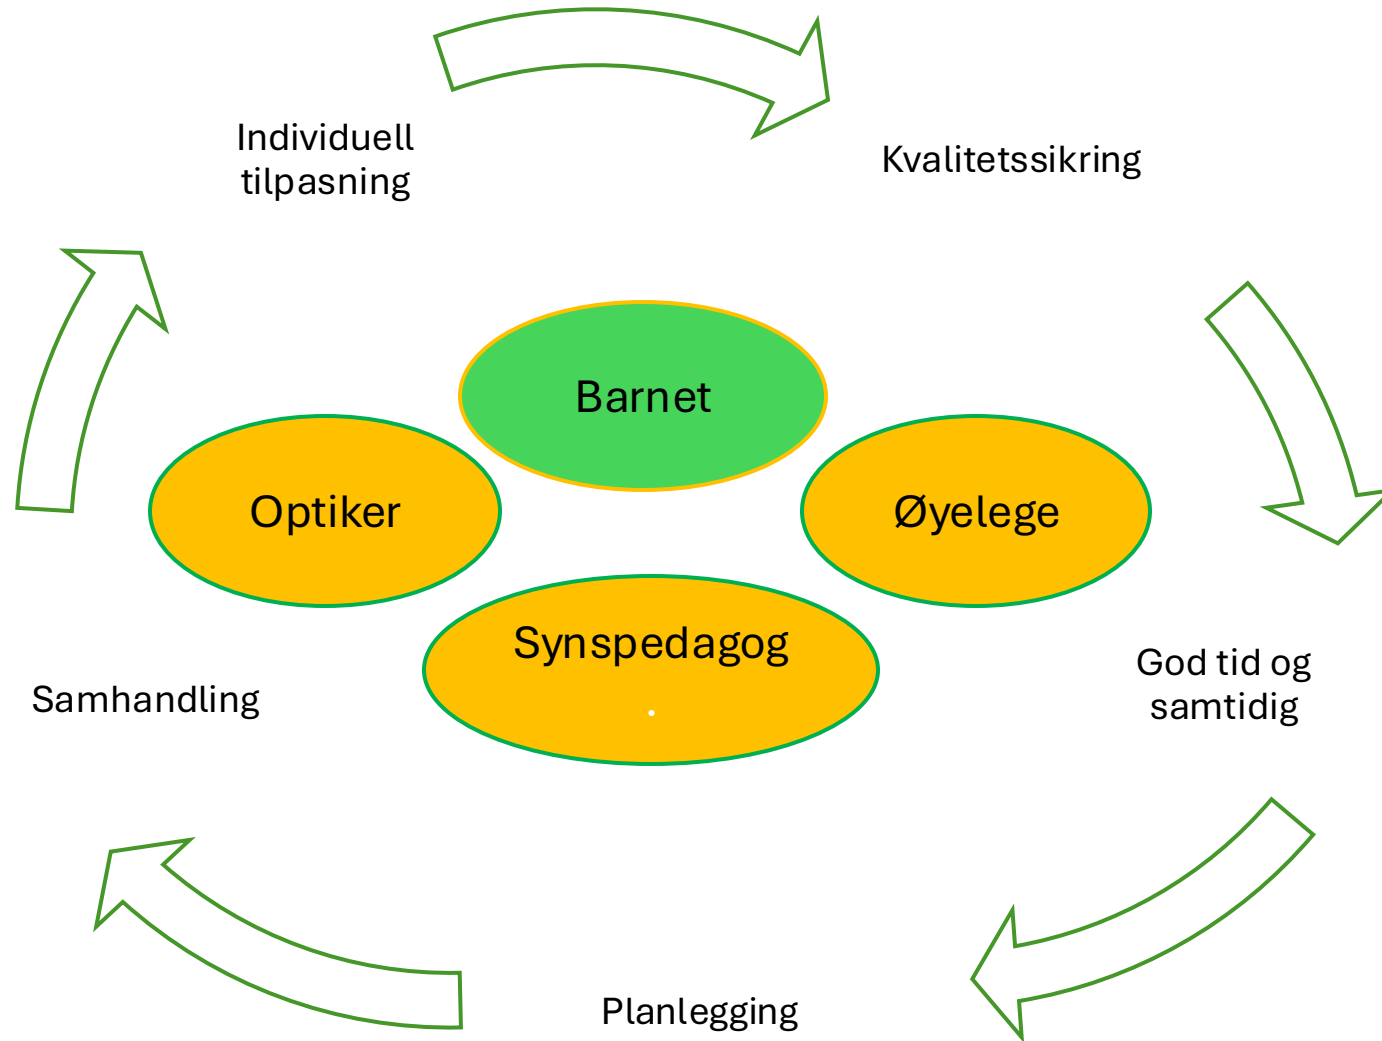 Individuell
tilpasning
Kvalitetssikring
Barnet
Optiker
Øyelege
Synspedagog
.
Samhandling
God tid og
samtidig
Planlegging